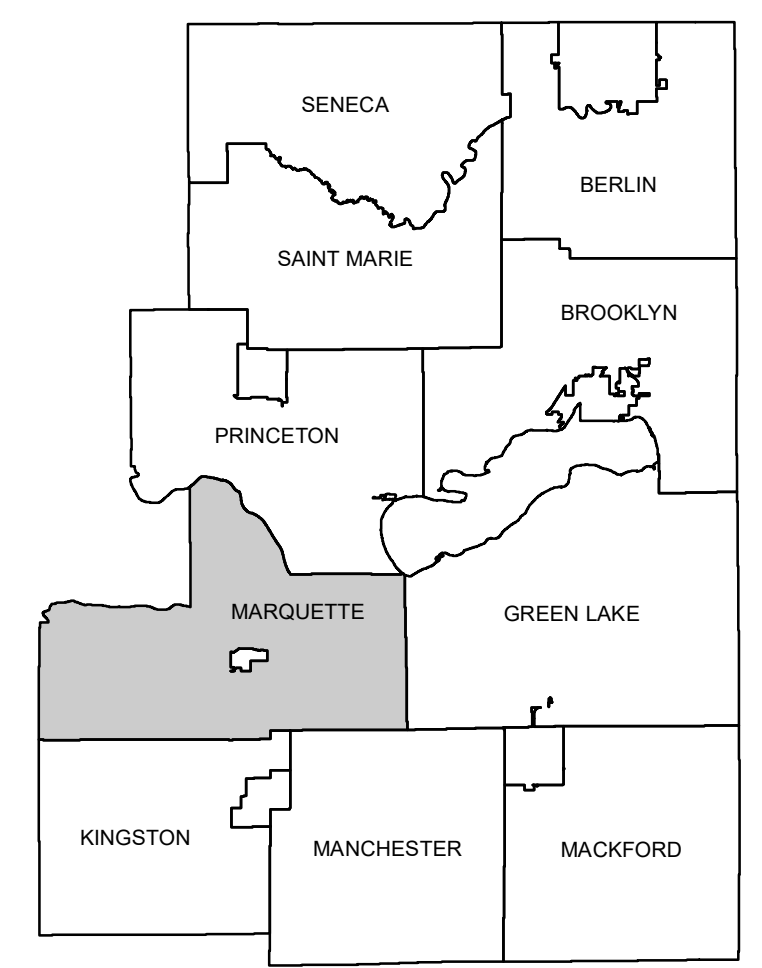 SENECA
BERLIN
SAINT MARIE
BROOKLYN
PRINCETON
MARQUETTE
GREEN LAKE
KINGSTON
MANCHESTER
MACKFORD